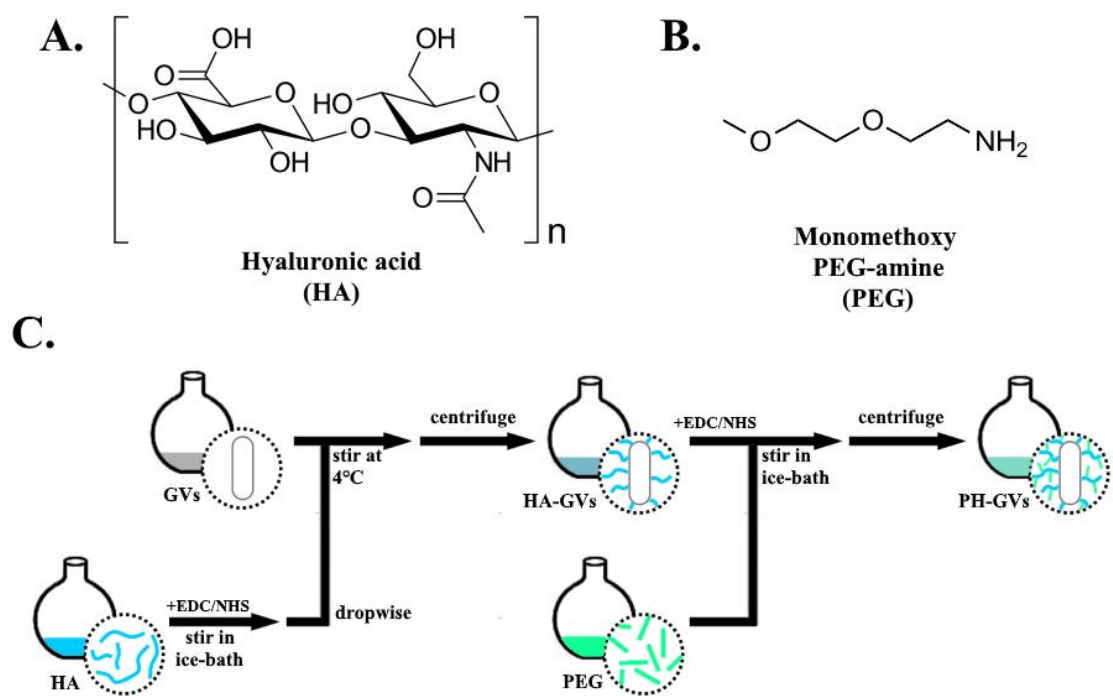 A.
OH
O
O
HO
HO
OH
O
O
OH
HO
O
NH
O
n
Hyaluronic acid
(HA)
B.
O
O
NH₂
Monomethoxy
PEG-amine
(PEG)
C.
GVs
stir at
4°C
centrifuge
HA-GVs
+EDC/NHS
stir in
ice-bath
centrifuge
PH-GVs
HA
+EDC/NHS
stir in
ice-bath
dropwise
PEG